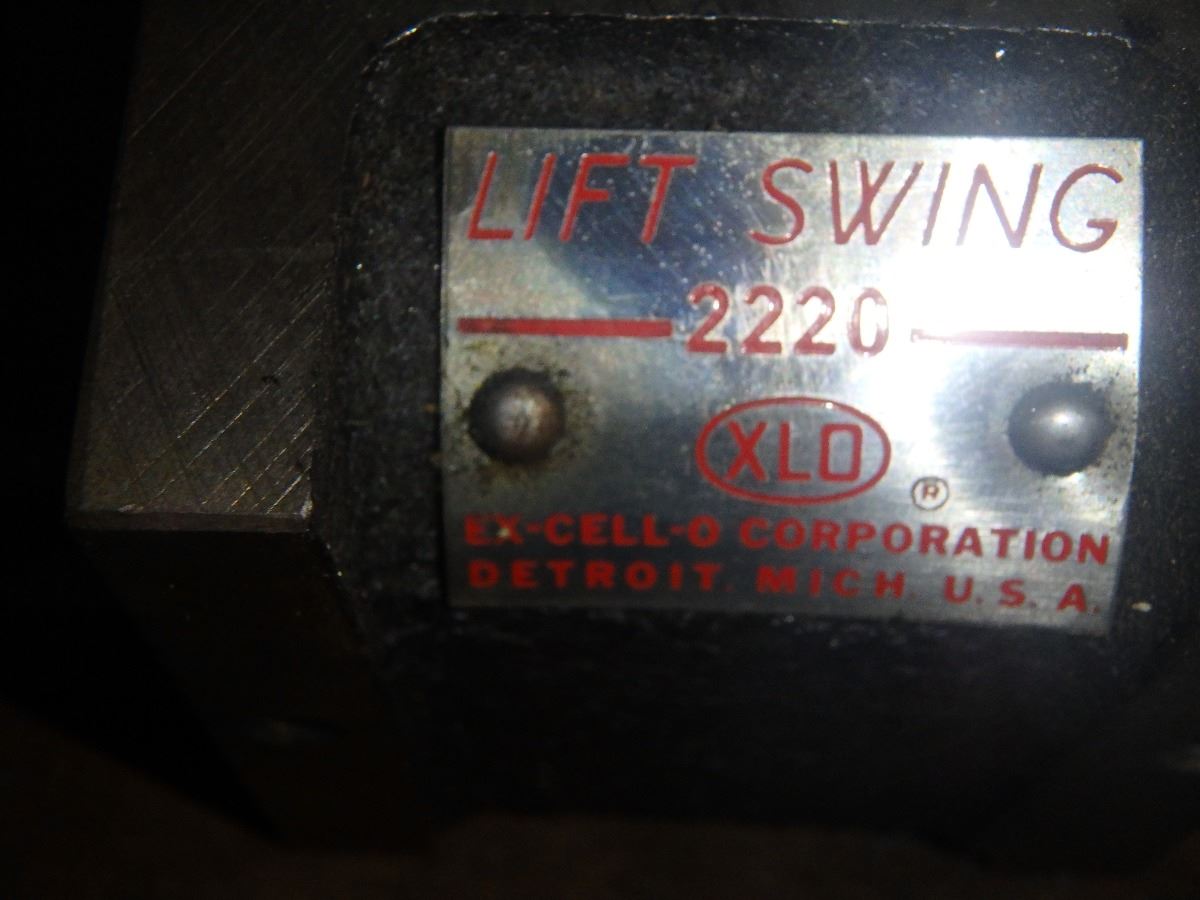 LIFT SWING
2220
XLO
®
EX-CELL-O CORPORATION
DETROIT. MICH. U.S.A.